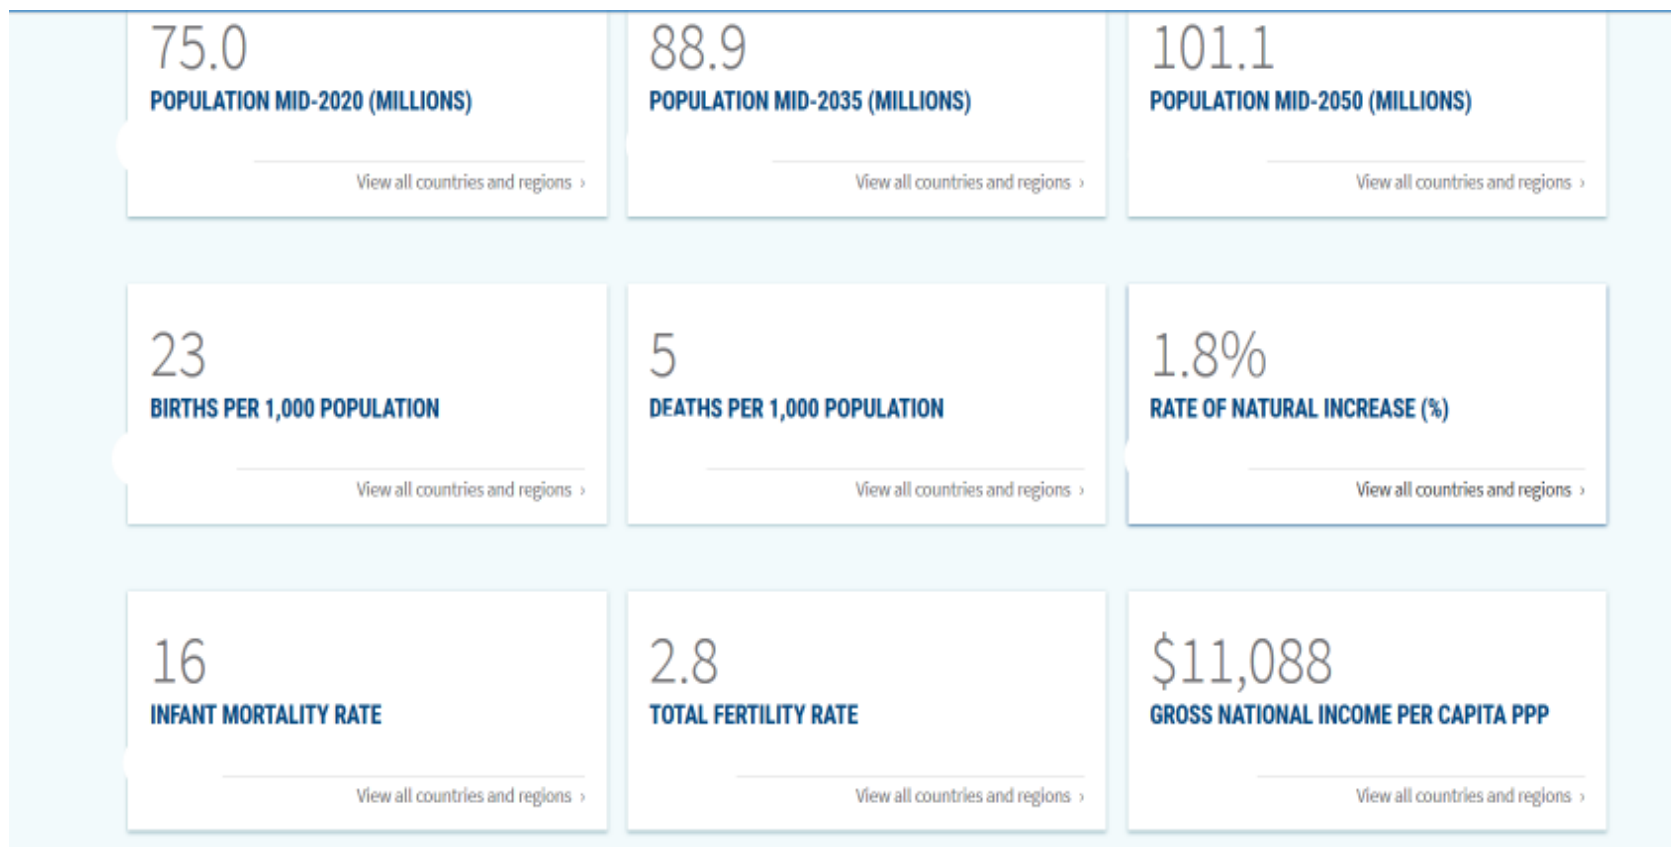 75.0
POPULATION MID-2020 (MILLIONS)
View all countries and regions ›
88.9
POPULATION MID-2035 (MILLIONS)
View all countries and regions ›
101.1
POPULATION MID-2050 (MILLIONS)
View all countries and regions ›
23
BIRTHS PER 1,000 POPULATION
View all countries and regions ›
5
DEATHS PER 1,000 POPULATION
View all countries and regions ›
1.8%
RATE OF NATURAL INCREASE (%)
View all countries and regions ›
16
INFANT MORTALITY RATE
View all countries and regions ›
2.8
TOTAL FERTILITY RATE
View all countries and regions ›
$11,088
GROSS NATIONAL INCOME PER CAPITA PPP
View all countries and regions ›